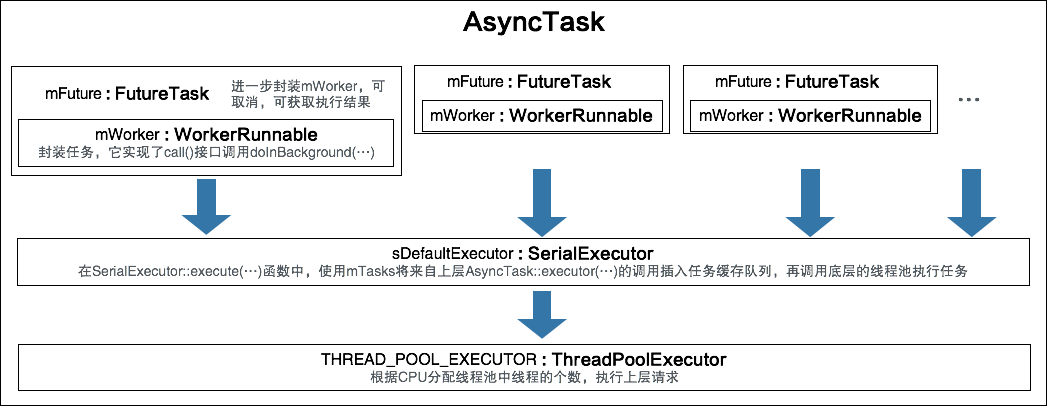 AsyncTask
mFuture : FutureTask
进一步封装mWorker，可
取消，可获取执行结果
mWorker : WorkerRunnable
封装任务，它实现了call()接口调用doInBackground(…)
mFuture : FutureTask
mWorker : WorkerRunnable
mFuture : FutureTask
mWorker : WorkerRunnable
…
sDefaultExecutor : SerialExecutor
在SerialExecutor::execute(…)函数中，使用mTasks将来自上层AsyncTask::executor(…)的调用插入任务缓存队列，再调用底层的线程池执行任务
THREAD_POOL_EXECUTOR : ThreadPoolExecutor
根据CPU分配线程池中线程的个数，执行上层请求